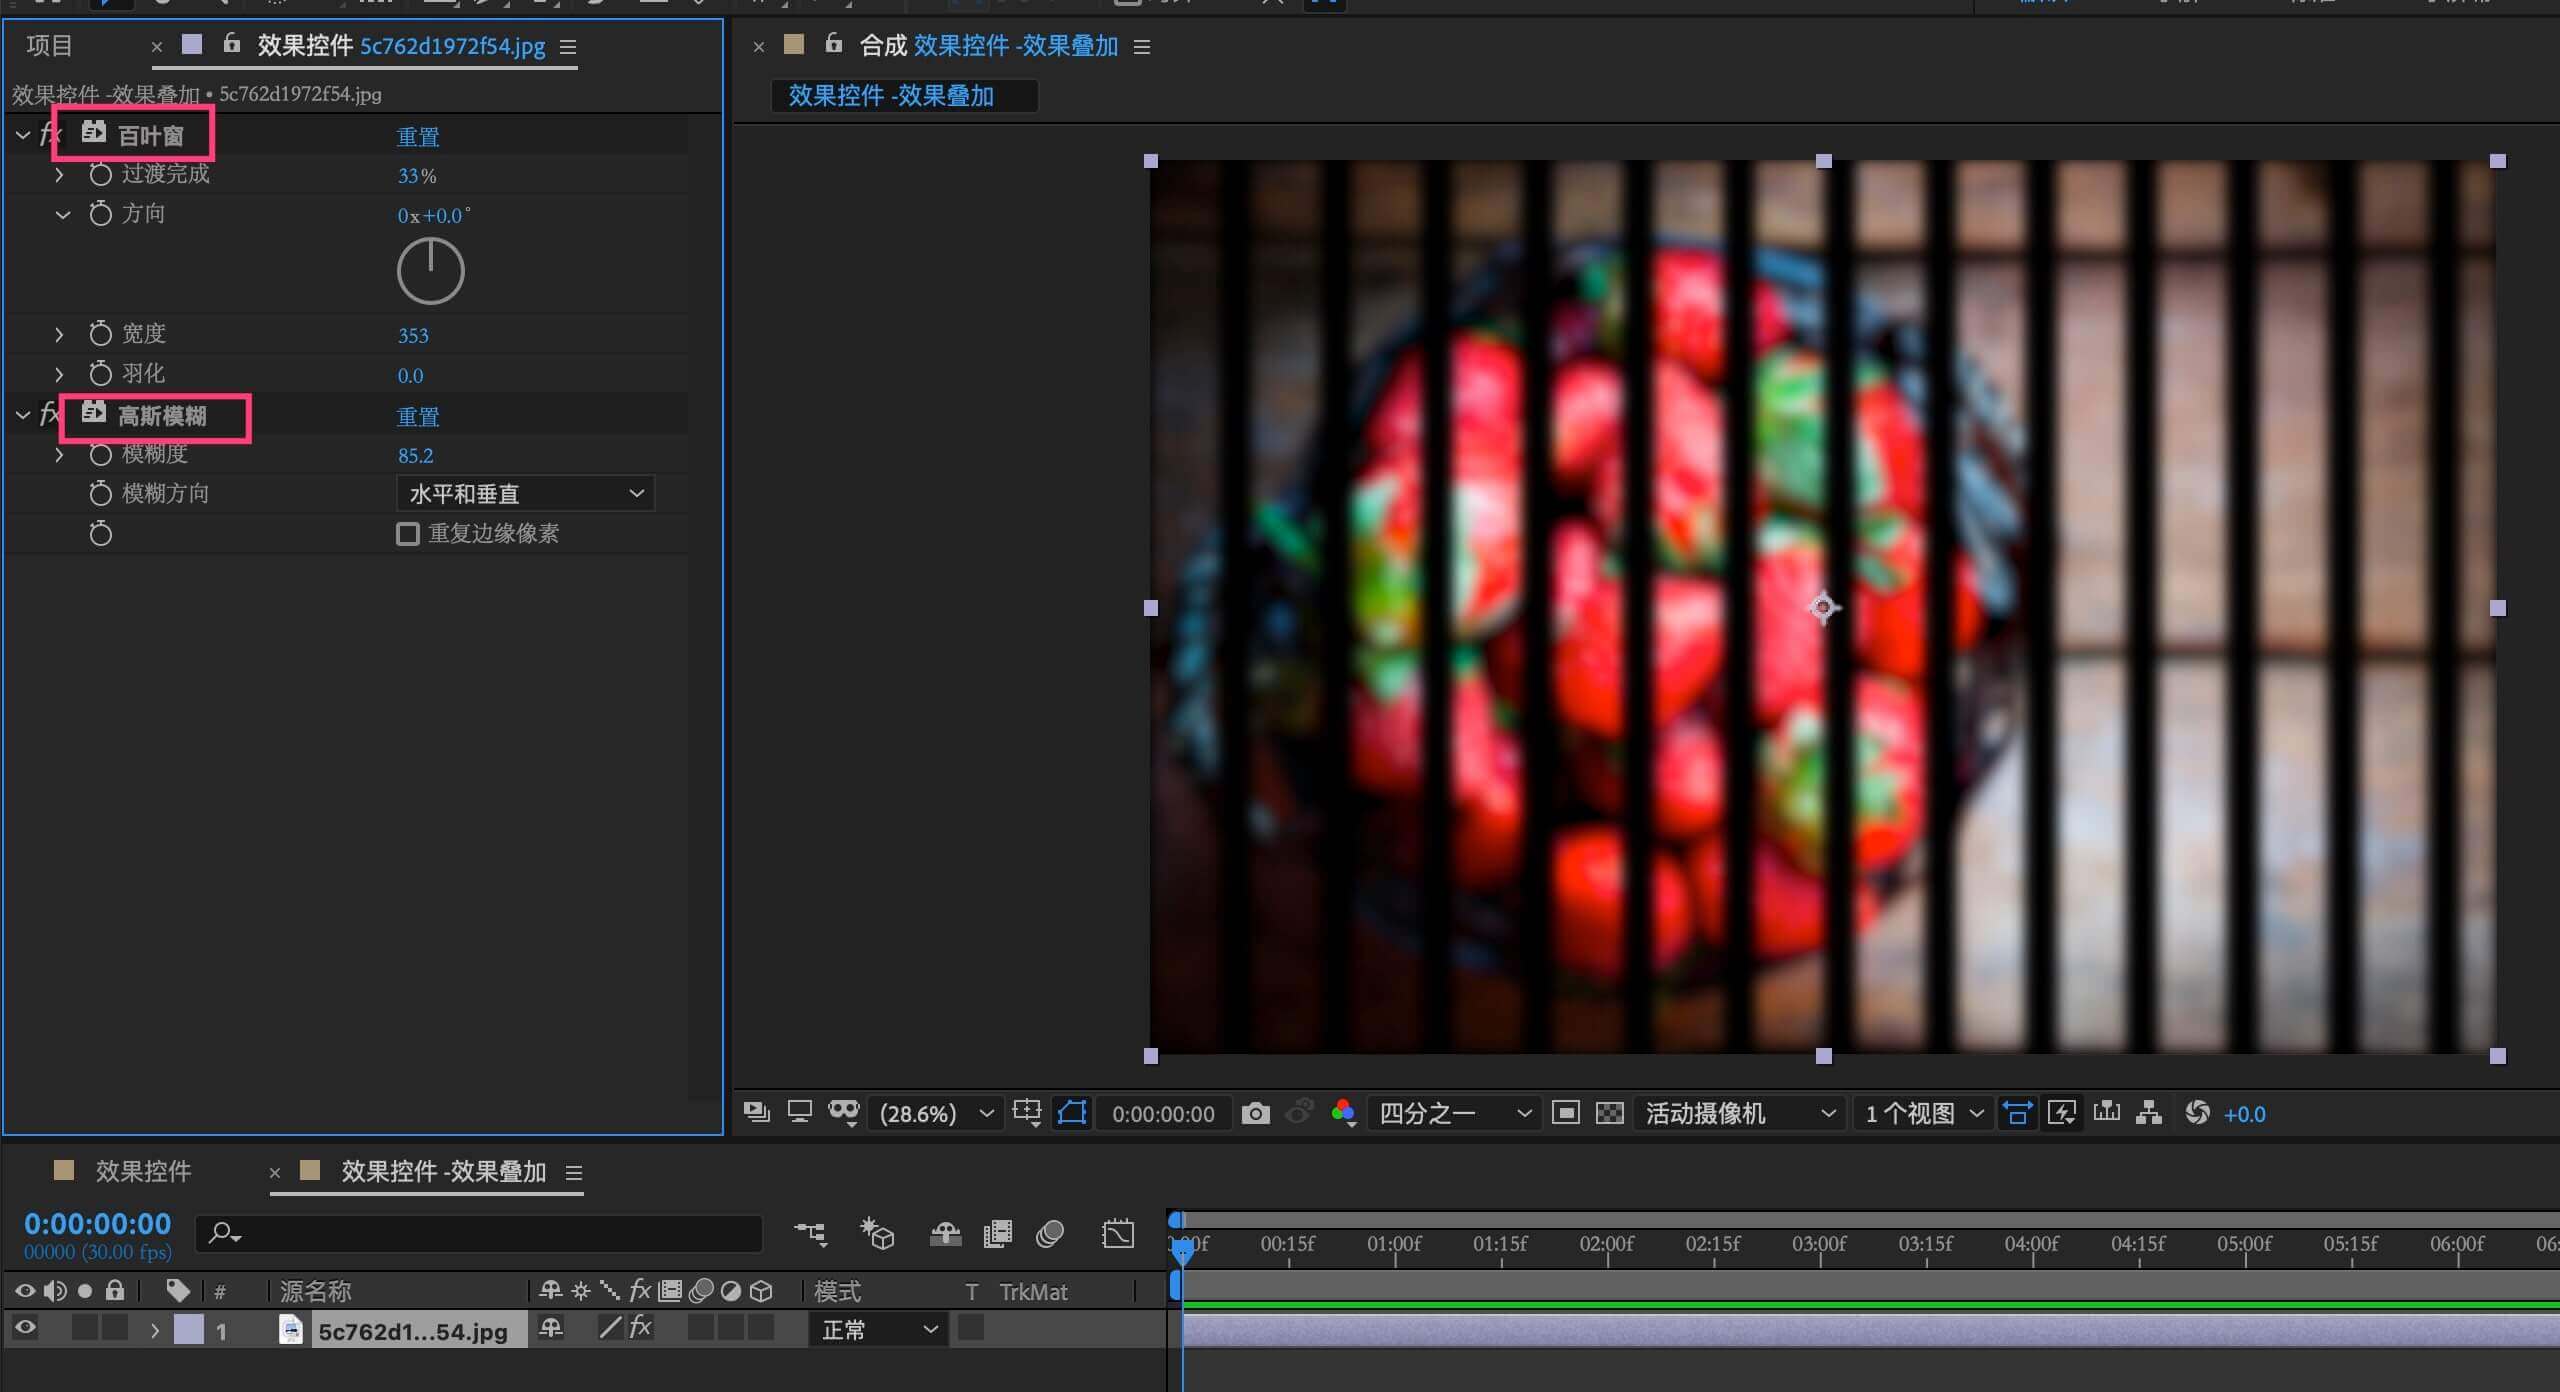 项目
效果控件 5c762d1972f54.jpg
效果控件 -效果叠加 • 5c762d1972f54.jpg
fx 百叶窗 重置
过渡完成 33%
方向 0x+0.0°
宽度 353
羽化 0.0
fx 高斯模糊 重置
模糊度 85.2
模糊方向 水平和垂直
重复边缘像素
合成 效果控件 -效果叠加
效果控件 -效果叠加
(28.6%) 0:00:00:00 四分之一 活动摄像机 1 个视图 +0.0
效果控件
效果控件 -效果叠加
0:00:00:00
00000 (30.00 fps)
00:15f 01:00f 01:15f 02:00f 02:15f 03:00f 03:15f 04:00f 04:15f 05:00f 05:15f 06:00f
# 源名称 fx 模式 T TrkMat
1 5c762d1...54.jpg fx 正常